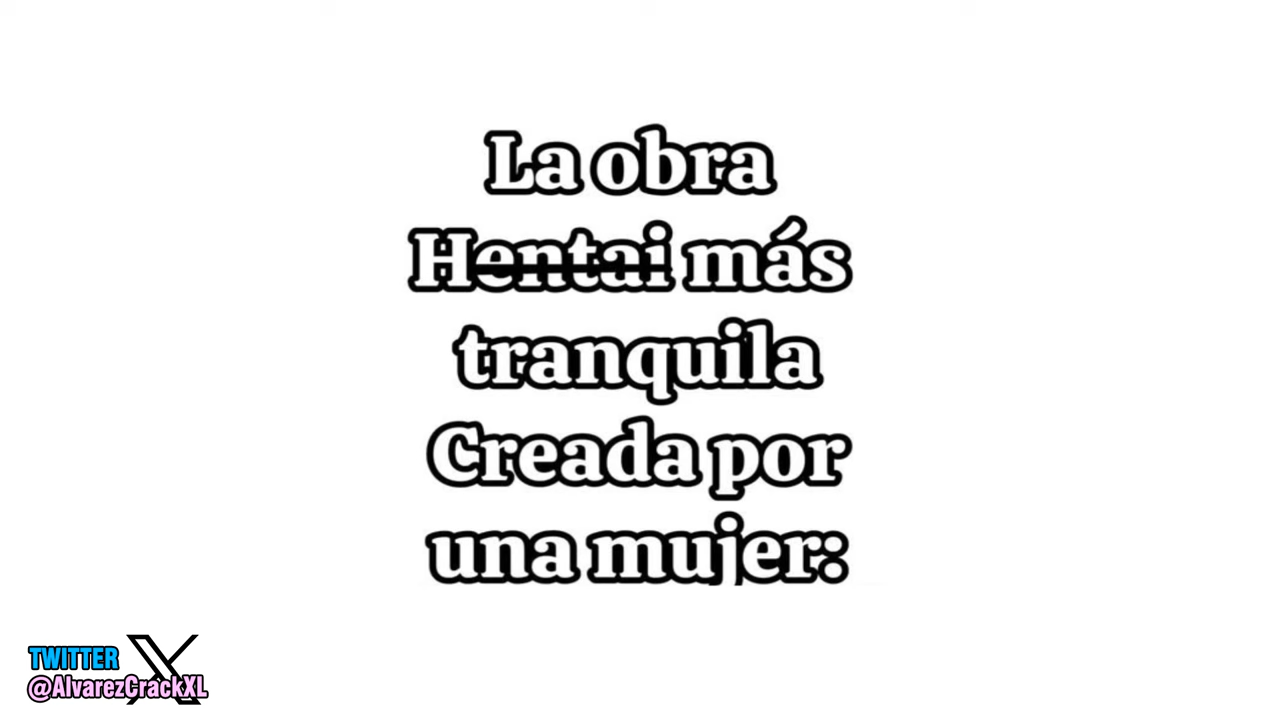 La obra
Hentai más
tranquila
Creada por
una mujer:
TWITTER X
@AlvarezCrackXL